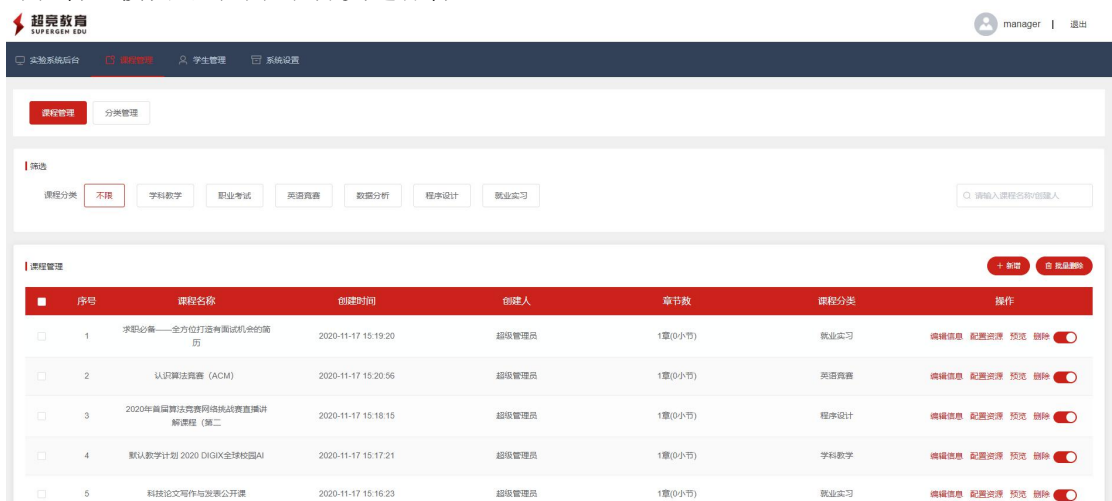 超亮教育
SUPERGEN EDU
manager | 退出
实验系统后台 课程管理 学生管理 系统设置
课程管理 分类管理
筛选
课程分类 不限 学科教学 职业考试 英语竞赛 数据分析 程序设计 就业实习 请输入课程名称/创建人
课程管理 + 新增 批量删除
序号 课程名称 创建时间 创建人 章节数 课程分类 操作
1 求职必备——全方位打造有面试机会的简历 2020-11-17 15:19:20 超级管理员 1章(0小节) 就业实习 编辑信息 配置资源 预览 删除
2 认识算法竞赛（ACM） 2020-11-17 15:20:56 超级管理员 1章(0小节) 英语竞赛 编辑信息 配置资源 预览 删除
3 2020年首届算法竞赛网络挑战赛直播讲解课程（第二 2020-11-17 15:18:15 超级管理员 1章(0小节) 程序设计 编辑信息 配置资源 预览 删除
4 默认教学计划 2020 DIGIX全球校园AI 2020-11-17 15:17:21 超级管理员 1章(0小节) 学科教学 编辑信息 配置资源 预览 删除
5 科技论文写作与发表公开课 2020-11-17 15:16:23 超级管理员 1章(0小节) 就业实习 编辑信息 配置资源 预览 删除